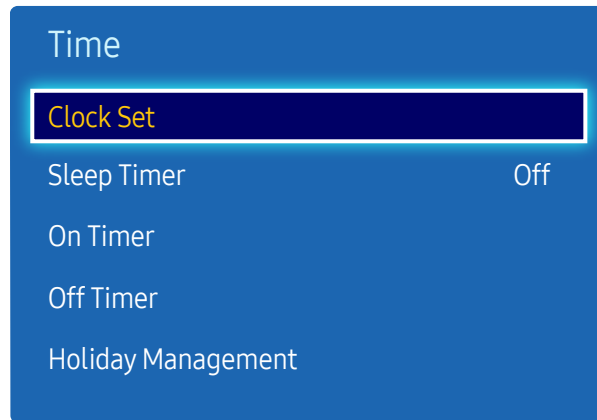 Time
Clock Set
Sleep Timer Off
On Timer
Off Timer
Holiday Management